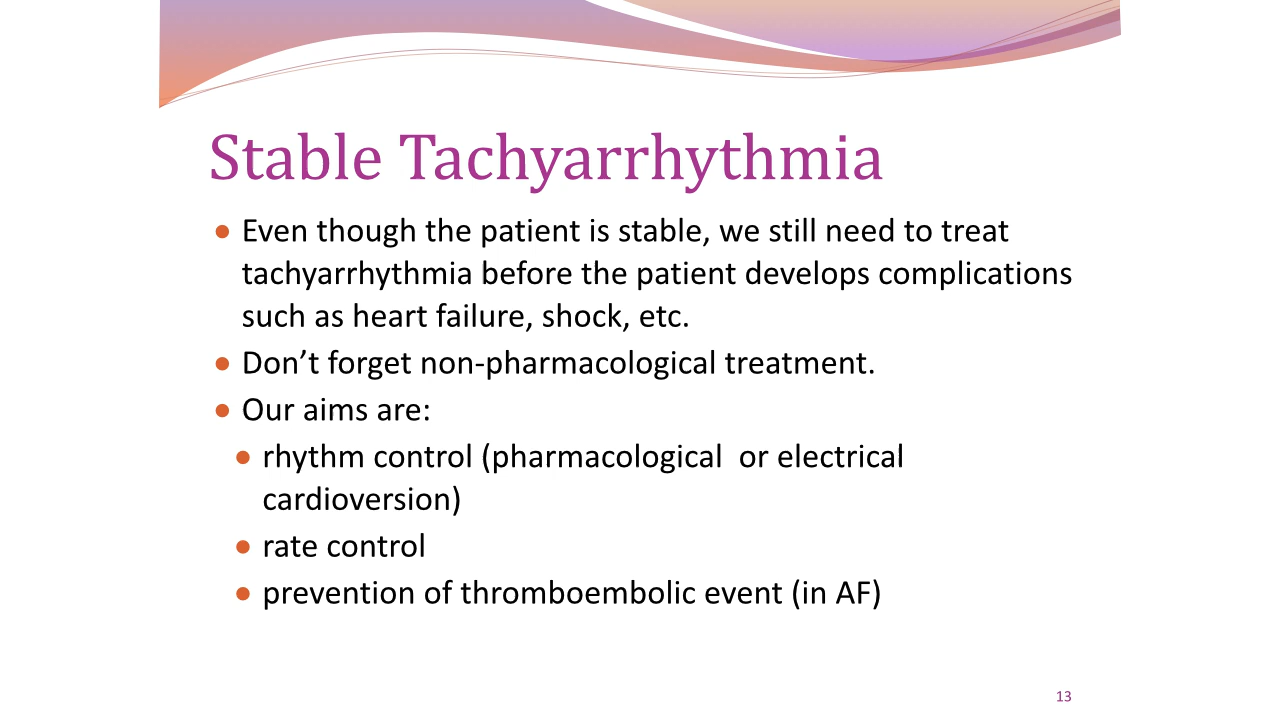 Stable Tachyarrhythmia
● Even though the patient is stable, we still need to treat
tachyarrhythmia before the patient develops complications
such as heart failure, shock, etc.
● Don’t forget non-pharmacological treatment.
● Our aims are:
● rhythm control (pharmacological  or electrical
cardioversion)
● rate control
● prevention of thromboembolic event (in AF)
13